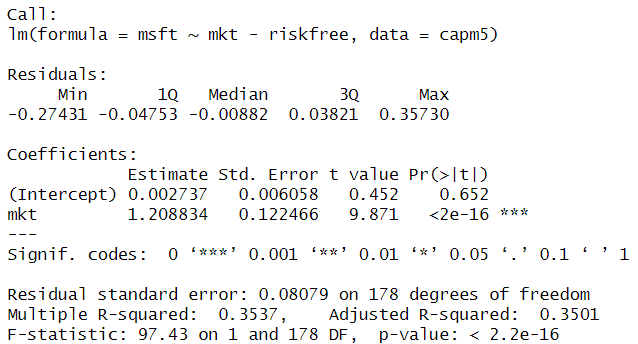 Call:
lm(formula = msft ~ mkt - riskfree, data = capm5)
Residuals:
Min 1Q Median 3Q Max
-0.27431 -0.04753 -0.00882 0.03821 0.35730
Coefficients:
Estimate Std. Error t value Pr(>|t|)
(Intercept) 0.002737 0.006058 0.452 0.652
mkt 1.208834 0.122466 9.871 <2e-16 ***
---
Signif. codes: 0 ‘***’ 0.001 ‘**’ 0.01 ‘*’ 0.05 ‘.’ 0.1 ‘ ’ 1
Residual standard error: 0.08079 on 178 degrees of freedom
Multiple R-squared: 0.3537, Adjusted R-squared: 0.3501
F-statistic: 97.43 on 1 and 178 DF, p-value: < 2.2e-16